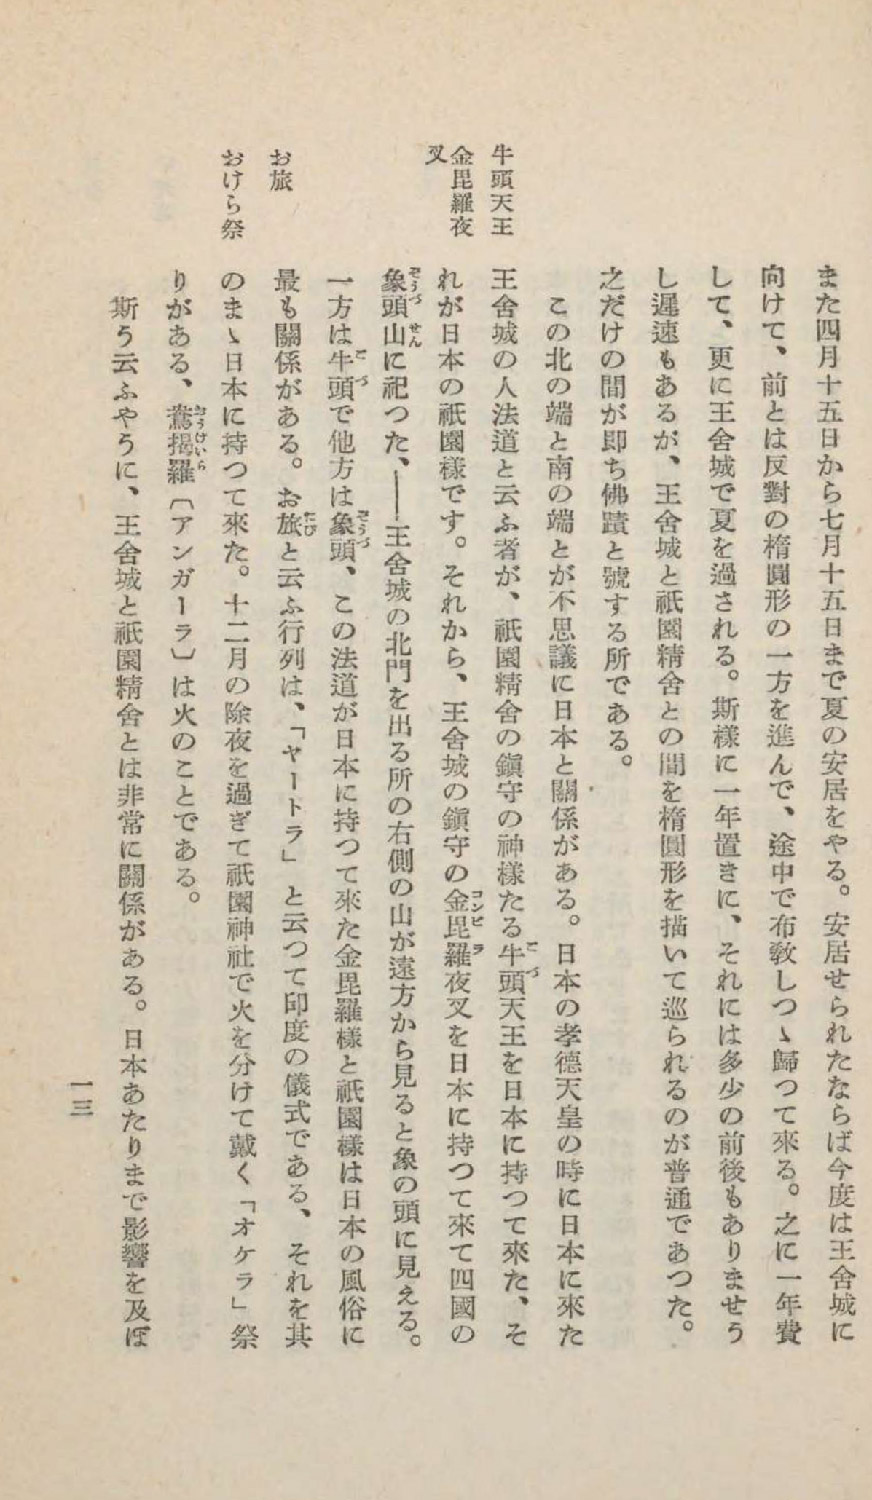 また四月十五日から七月十五日まで夏の安居をやる。安居せられたならば今度は王舍城に
向けて、前とは反對の楕圓形の一方を進んで、途中で布敎しつゝ歸つて來る。之に一年費
して、更に王舍城で夏を過される。斯樣に一年置きに、それには多少の前後もありませう
し遲速もあるが、王舍城と祇園精舍との間を楕圓形を描いて巡られるのが普通であつた。
之だけの間が卽ち佛蹟と號する所である。
この北の端と南の端とが不思議に日本と關係がある。日本の孝德天皇の時に日本に來た
牛頭天王
王舍城の人法道と云ふ者が、祇園精舍の鎭守の神樣たる牛頭天王を日本に持つて來た、そ
金毘羅夜
叉
れが日本の祇園樣です。それから、王舍城の鎭守の金毘羅夜叉を日本に持つて來て四國の
象頭山に祀つた、——王舍城の北門を出る所の右側の山が遠方から見ると象の頭に見える。
一方は牛頭で他方は象頭、この法道が日本に持つて來た金毘羅樣と祇園樣は日本の風俗に
お旅
最も關係がある。お旅と云ふ行列は、「ヤートラ」と云つて印度の儀式である、それを其
おけら祭
のまゝ日本に持つて來た。十二月の除夜を過ぎて祇園神社で火を分けて戴く「オケラ」祭
りがある、鴦揭羅〔アンガーラ〕は火のことである。
斯う云ふやうに、王舍城と祇園精舍とは非常に關係がある。日本あたりまで影響を及ぼ
一三